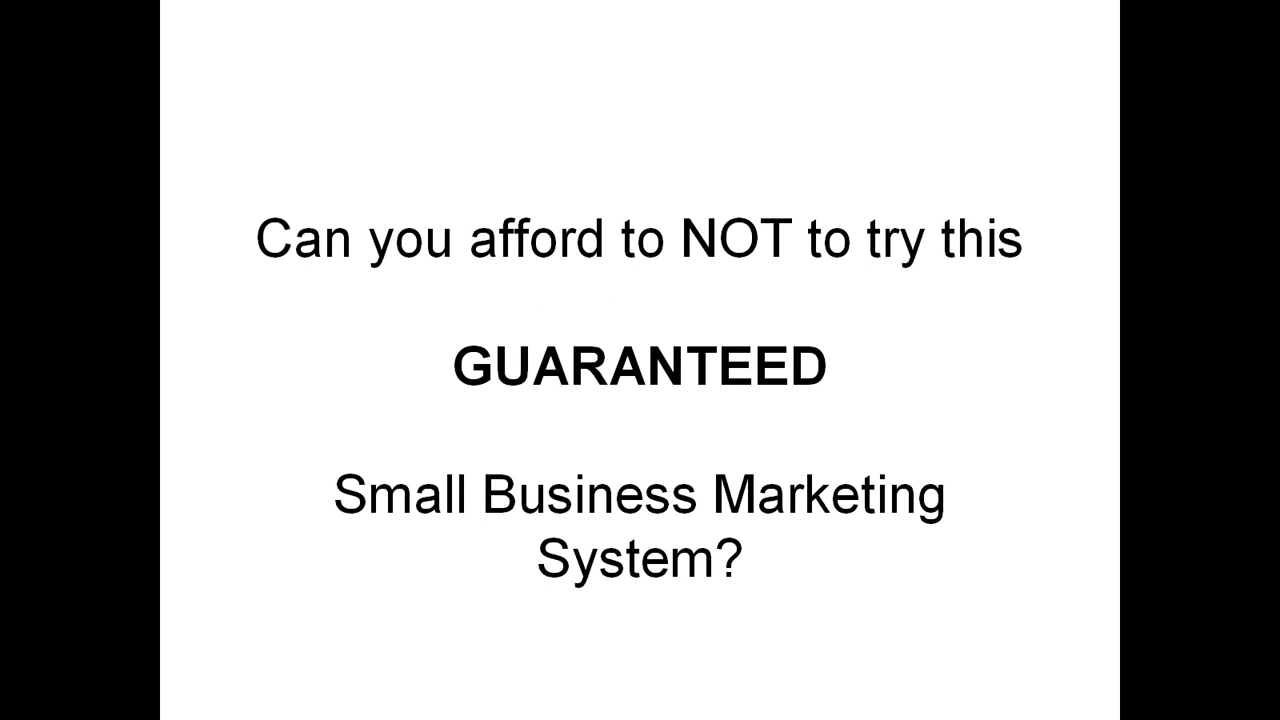 Can you afford to NOT to try this
GUARANTEED
Small Business Marketing
System?